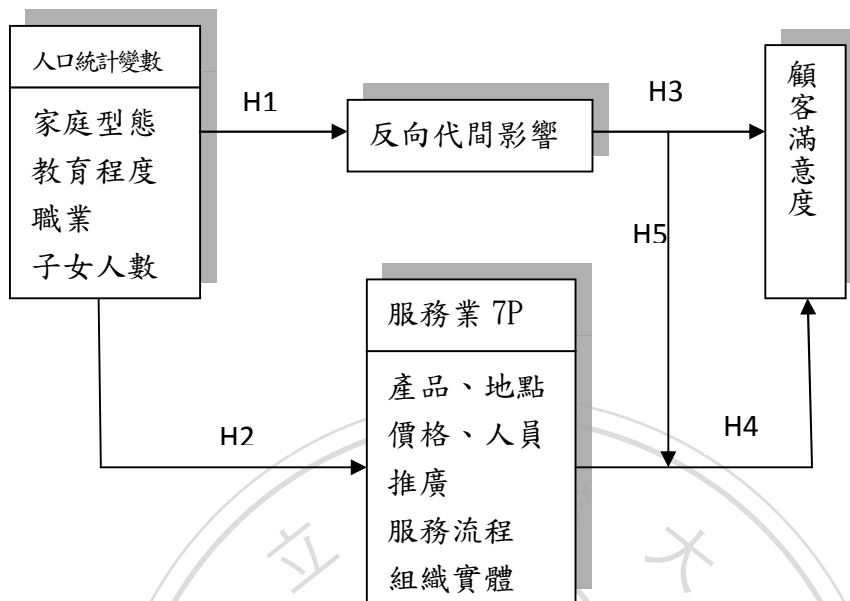 人口統計變數
家庭型態
教育程度
職業
子女人數
H1
反向代間影響
H3
顧客滿意度
H5
H2
服務業 7P
產品、地點
價格、人員
推廣
服務流程
組織實體
H4
立
大